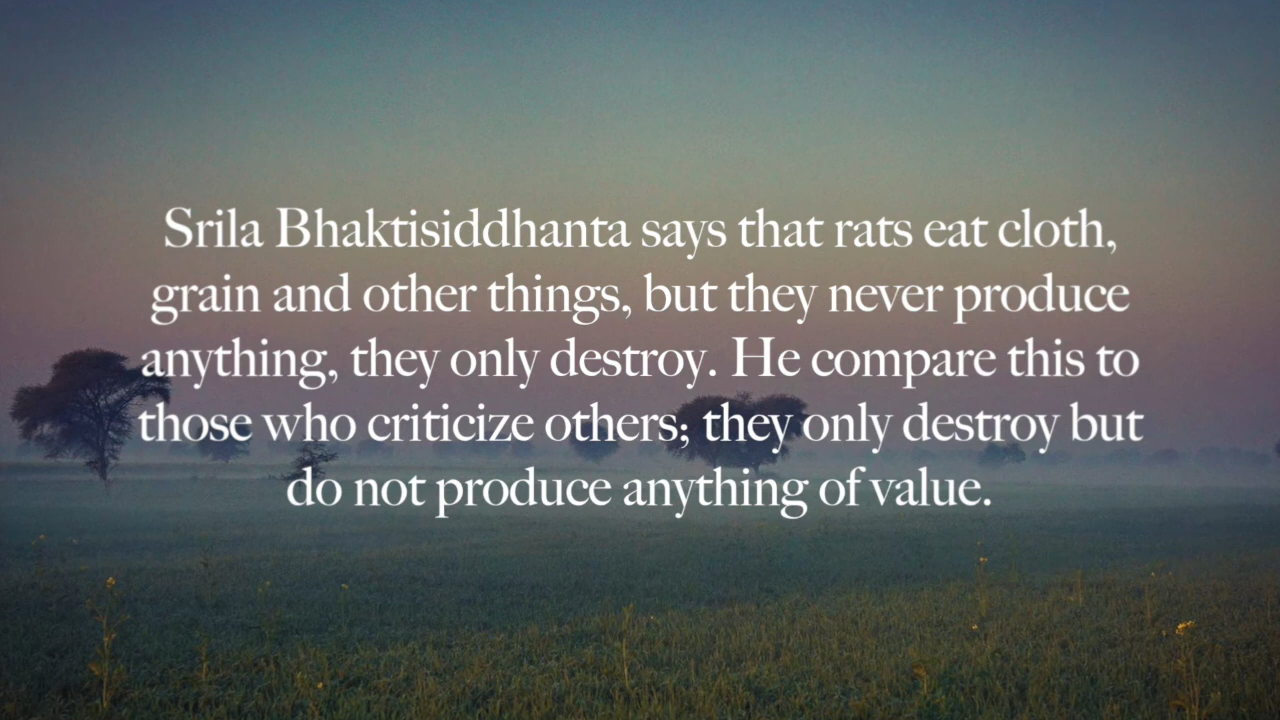 Srila Bhaktisiddhanta says that rats eat cloth,
grain and other things, but they never produce
anything, they only destroy. He compare this to
those who criticize others; they only destroy but
do not produce anything of value.